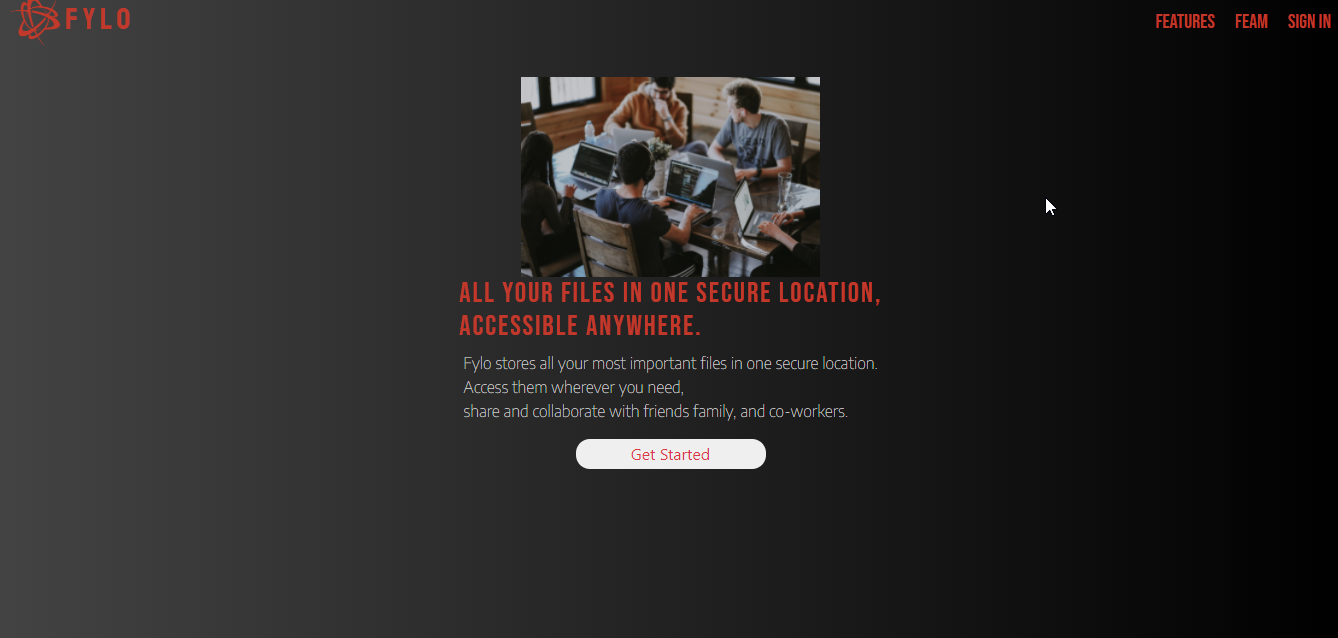 FYLO
FEATURES FEAM SIGN IN
ALL YOUR FILES IN ONE SECURE LOCATION,
ACCESSIBLE ANYWHERE.
Fylo stores all your most important files in one secure location.
Access them wherever you need,
share and collaborate with friends family, and co-workers.
Get Started